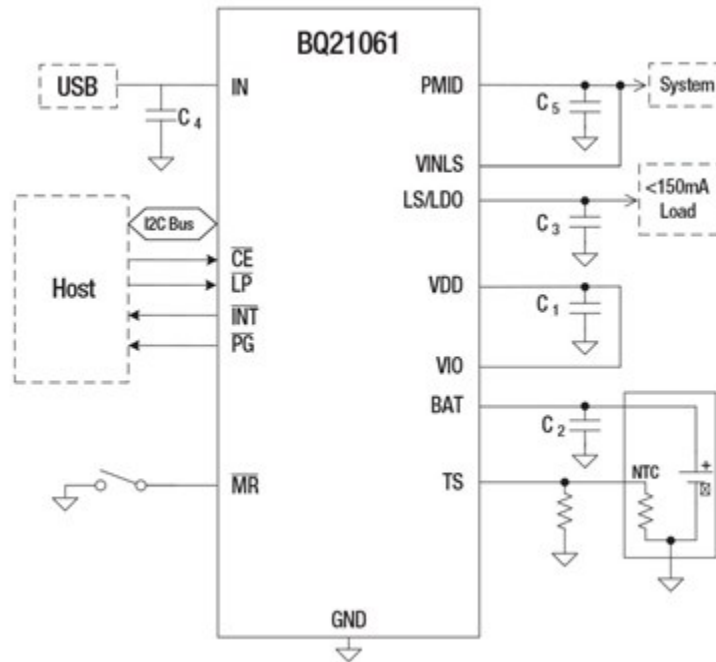 BQ21061
USB
IN
C4
PMID
C5
System
VINLS
LS/LDO
C3
<150mA
Load
I2C Bus
Host
CE
LP
INT
PG
VDD
C1
VIO
BAT
C2
MR
TS
NTC
+
GND